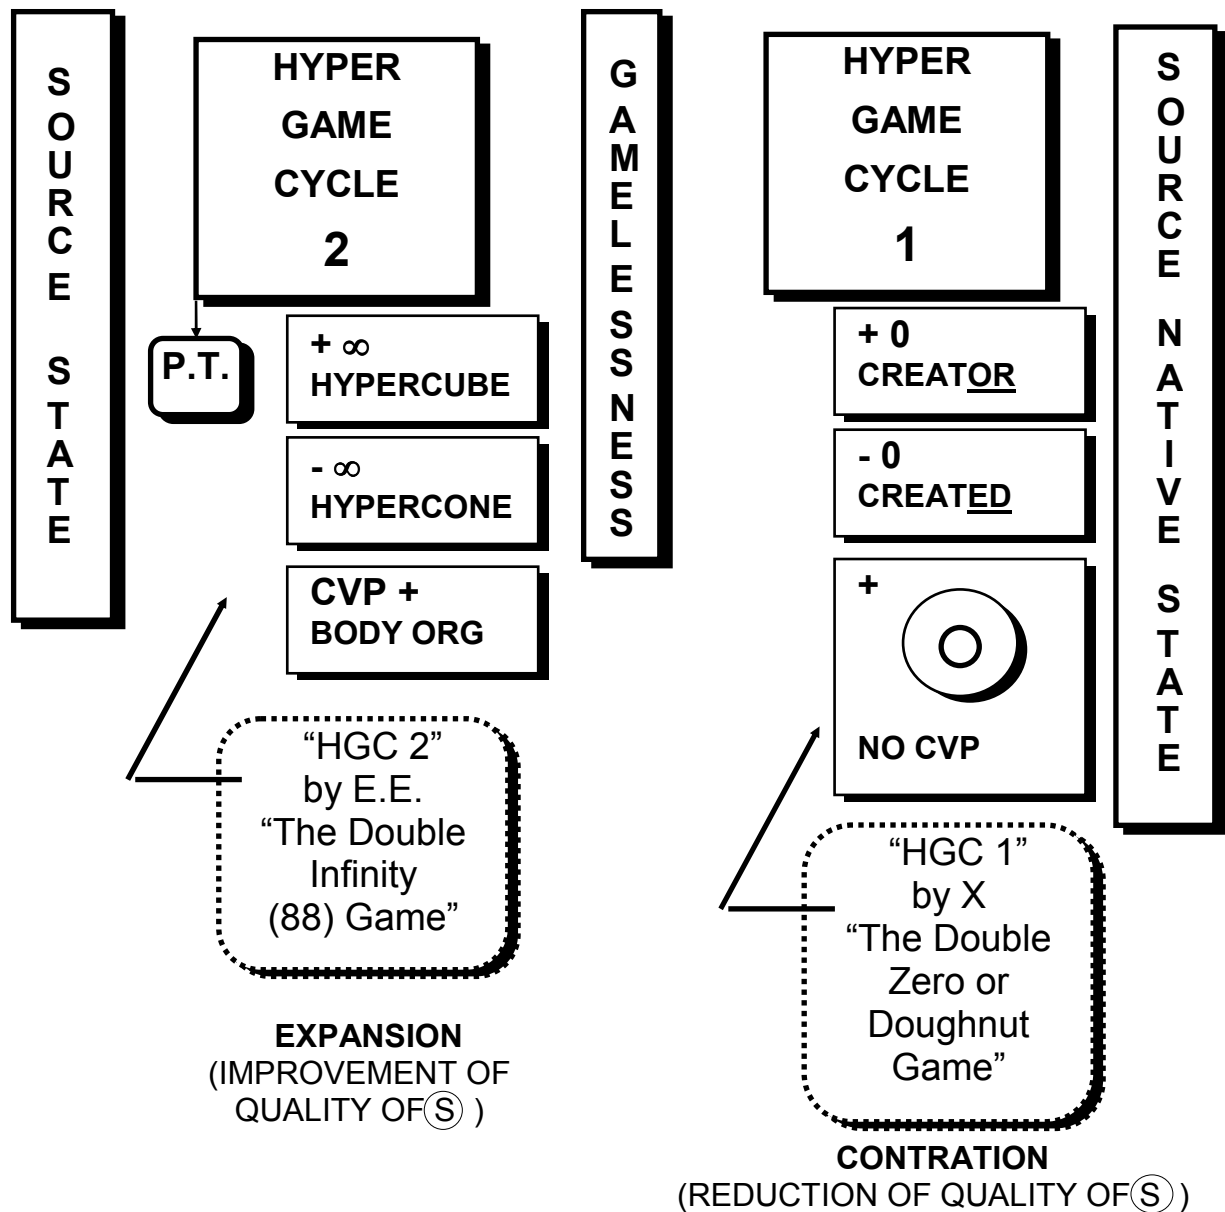 SOURCE STATE
HYPER
GAME
CYCLE
2
P.T.
+ ∞
HYPERCUBE
- ∞
HYPERCONE
CVP +
BODY ORG
“HGC 2”
by E.E.
“The Double
Infinity
(88) Game”
EXPANSION
(IMPROVEMENT OF
QUALITY OF Ⓢ )
GAMELESSNESS
HYPER
GAME
CYCLE
1
+ 0
CREATOR
- 0
CREATED
+
NO CVP
“HGC 1”
by X
“The Double
Zero or
Doughnut
Game”
CONTRATION
(REDUCTION OF QUALITY OF Ⓢ )
SOURCE NATIVE STATE